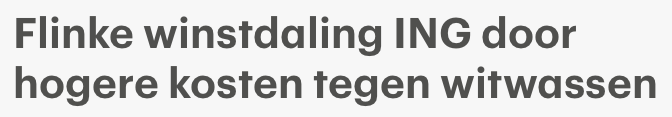 Flinke winstdaling ING door
hogere kosten tegen witwassen